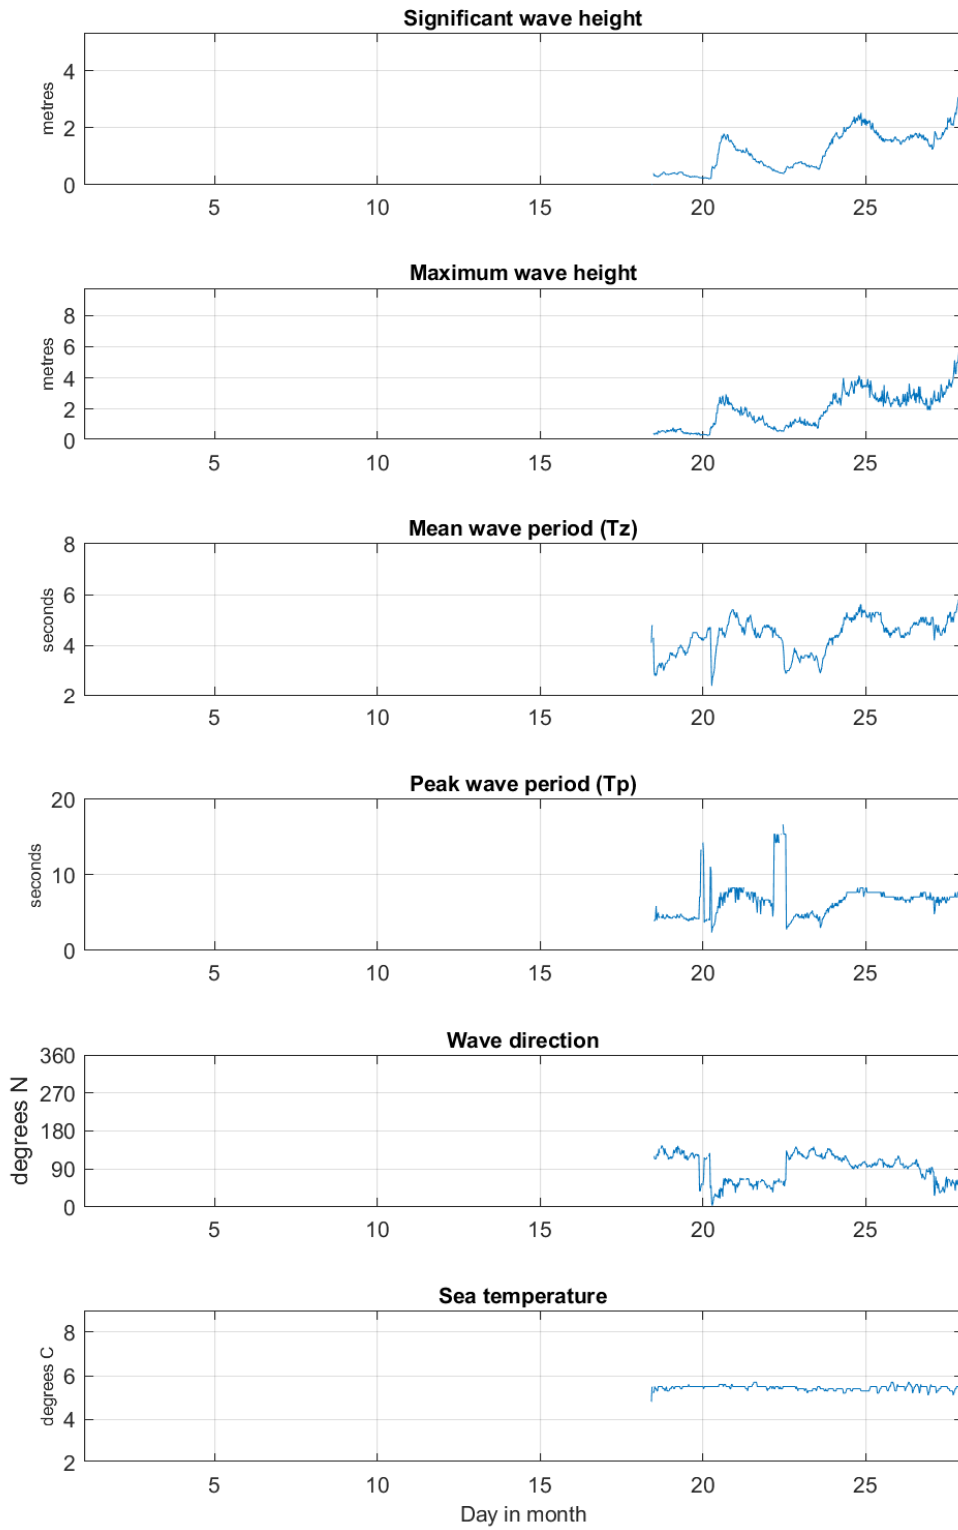 Significant wave height
4
2
0
metres
5 10 15 20 25
Maximum wave height
8
6
4
2
0
metres
5 10 15 20 25
Mean wave period (Tz)
8
6
4
2
seconds
5 10 15 20 25
Peak wave period (Tp)
20
10
0
seconds
5 10 15 20 25
Wave direction
360
270
180
90
0
degrees N
5 10 15 20 25
Sea temperature
8
6
4
2
degrees C
5 10 15 20 25
Day in month